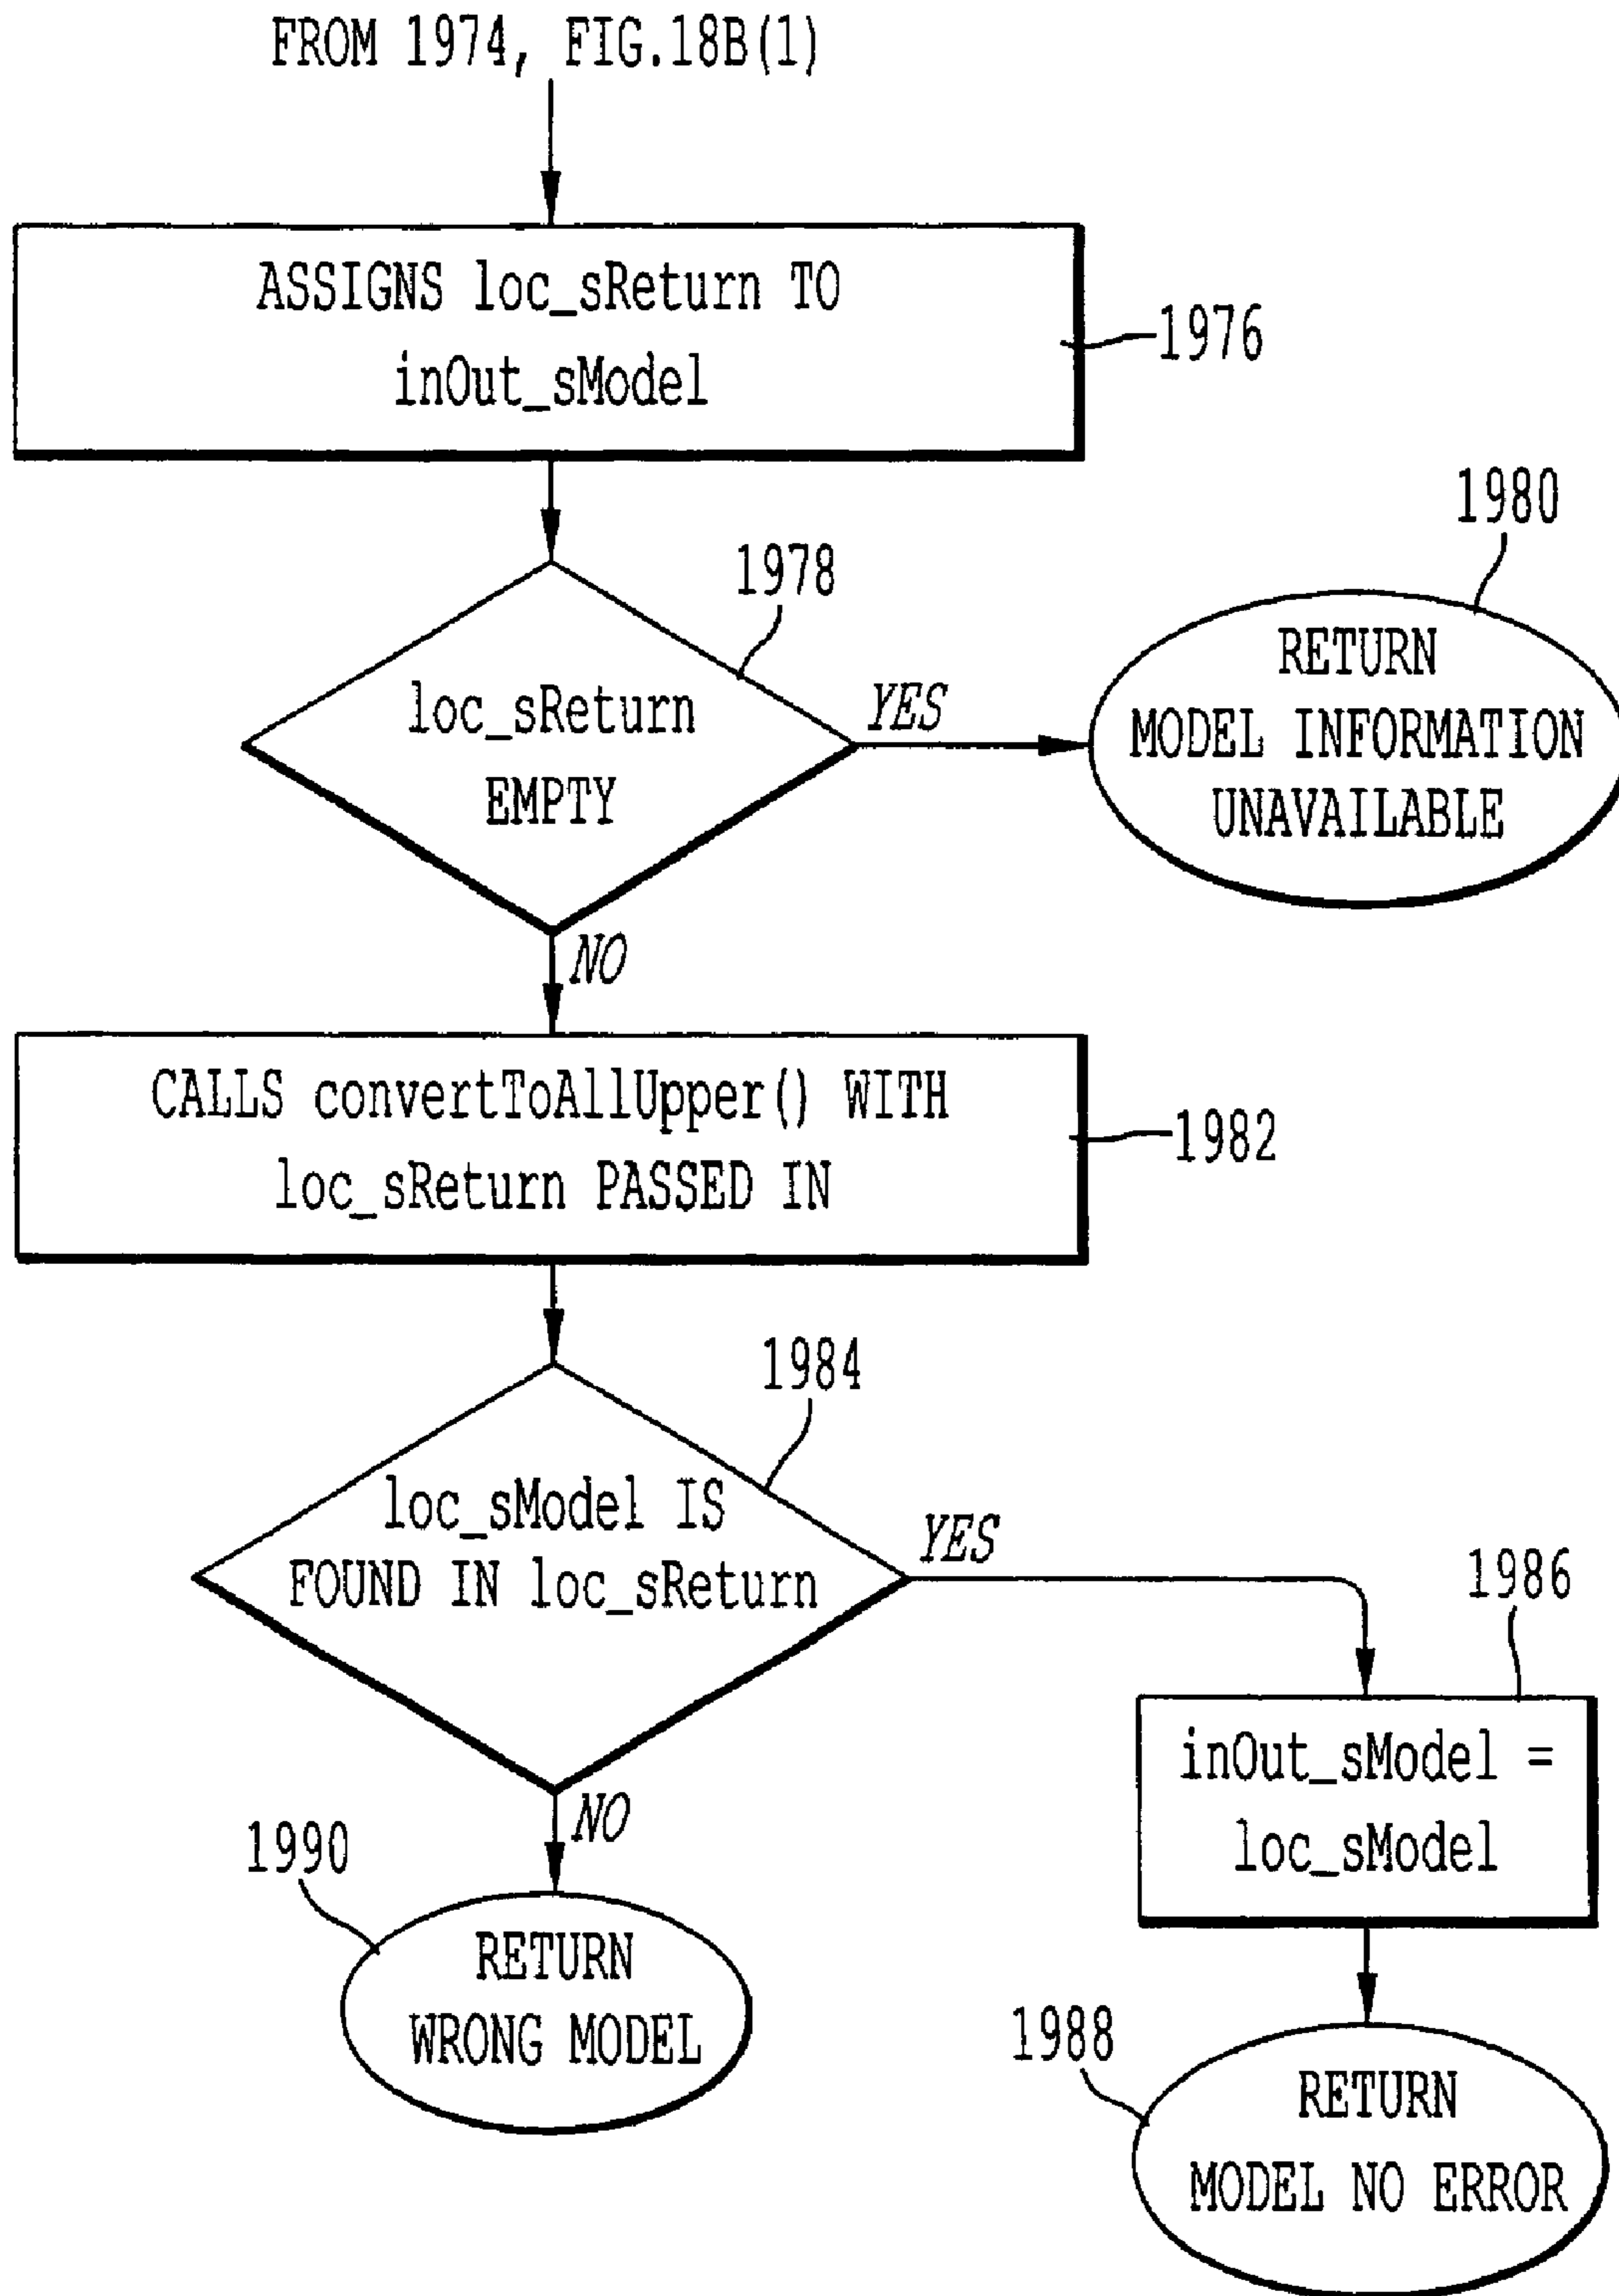 FROM 1974, FIG.18B(1)
ASSIGNS loc_sReturn TO
inOut_sModel
1976
1978
loc_sReturn
EMPTY
YES
1980
RETURN
MODEL INFORMATION
UNAVAILABLE
NO
CALLS convertToAllUpper() WITH
loc_sReturn PASSED IN
1982
1984
loc_sModel IS
FOUND IN loc_sReturn
YES
1986
inOut_sModel =
loc_sModel
NO
1990
RETURN
WRONG MODEL
1988
RETURN
MODEL NO ERROR